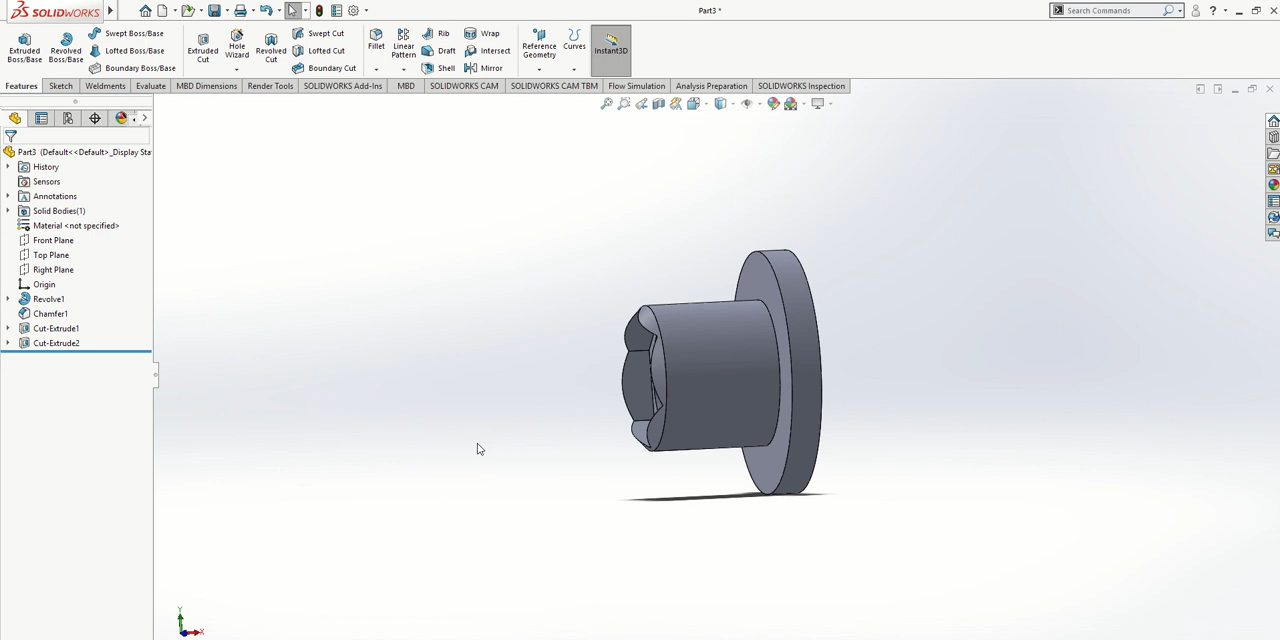 SOLIDWORKS
Part3 *
Search Commands
Extruded Boss/Base
Revolved Boss/Base
Swept Boss/Base
Lofted Boss/Base
Boundary Boss/Base
Extruded Cut
Hole Wizard
Revolved Cut
Swept Cut
Lofted Cut
Boundary Cut
Fillet
Linear Pattern
Rib
Draft
Shell
Wrap
Intersect
Mirror
Reference Geometry
Curves
Instant3D
Features
Sketch
Weldments
Evaluate
MBD Dimensions
Render Tools
SOLIDWORKS Add-Ins
MBD
SOLIDWORKS CAM
SOLIDWORKS CAM TBM
Flow Simulation
Analysis Preparation
SOLIDWORKS Inspection
Part3 (Default<<Default>_Display Sta
History
Sensors
Annotations
Solid Bodies(1)
Material <not specified>
Front Plane
Top Plane
Right Plane
Origin
Revolve1
Chamfer1
Cut-Extrude1
Cut-Extrude2
Y
X